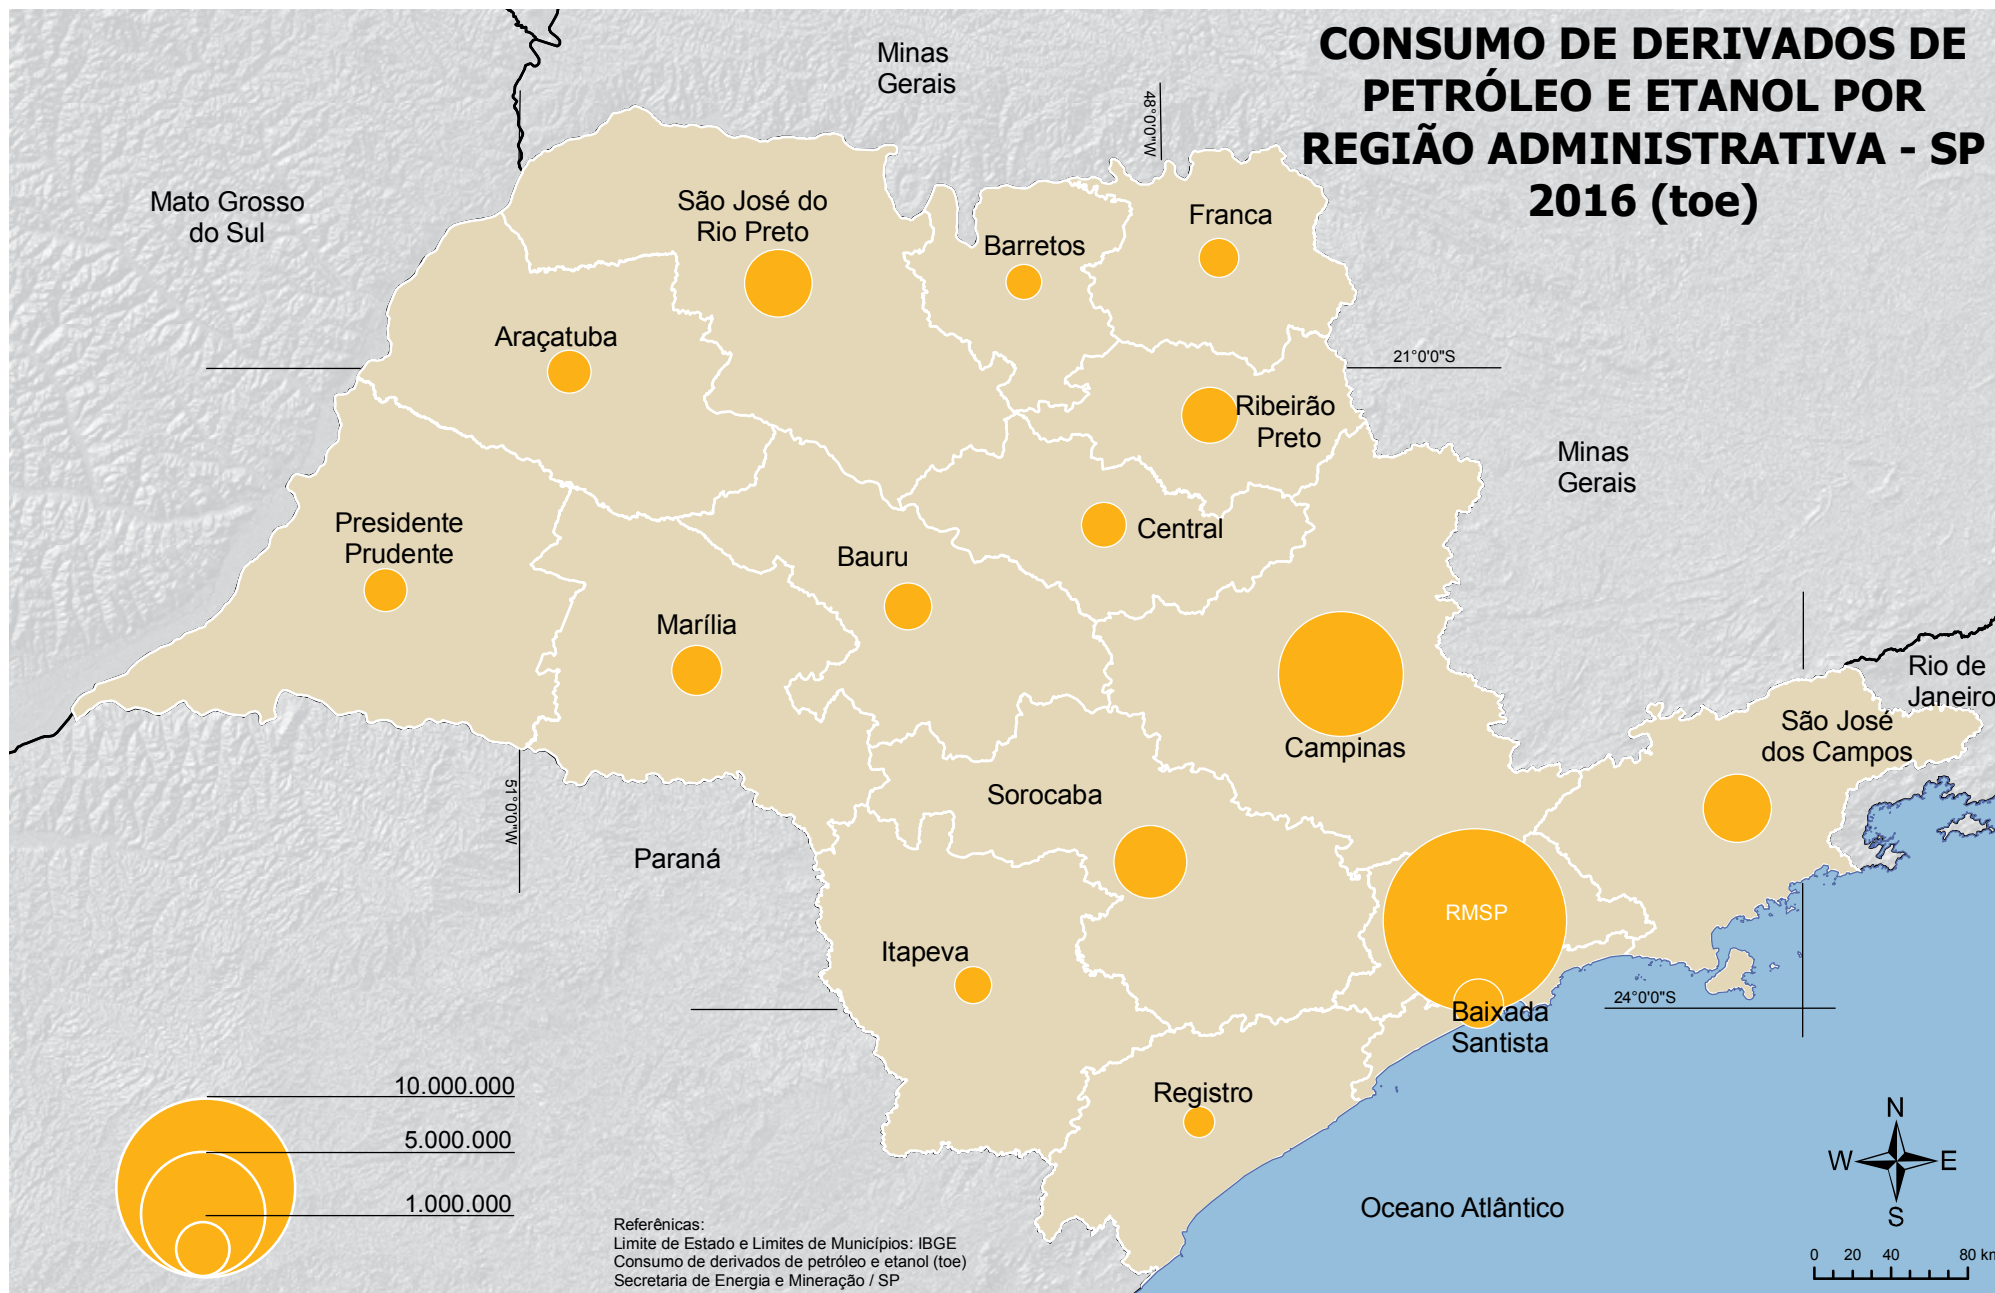 CONSUMO DE DERIVADOS DE
PETRÓLEO E ETANOL POR
REGIÃO ADMINISTRATIVA - SP
2016 (toe)
Minas
Gerais
48°0'0"W
Mato Grosso
do Sul
São José do
Rio Preto
Barretos
Franca
Araçatuba
21°0'0"S
Ribeirão
Preto
Minas
Gerais
Presidente
Prudente
Bauru
Central
Marília
Campinas
Rio de
Janeiro
São José
dos Campos
51°0'0"W
Sorocaba
Paraná
RMSP
Itapeva
24°0'0"S
Baixada
Santista
Registro
10.000.000
5.000.000
1.000.000
Oceano Atlântico
Referênicas:
Limite de Estado e Limites de Municípios: IBGE
Consumo de derivados de petróleo e etanol (toe)
Secretaria de Energia e Mineração / SP
N
W E
S
0 20 40 80 km